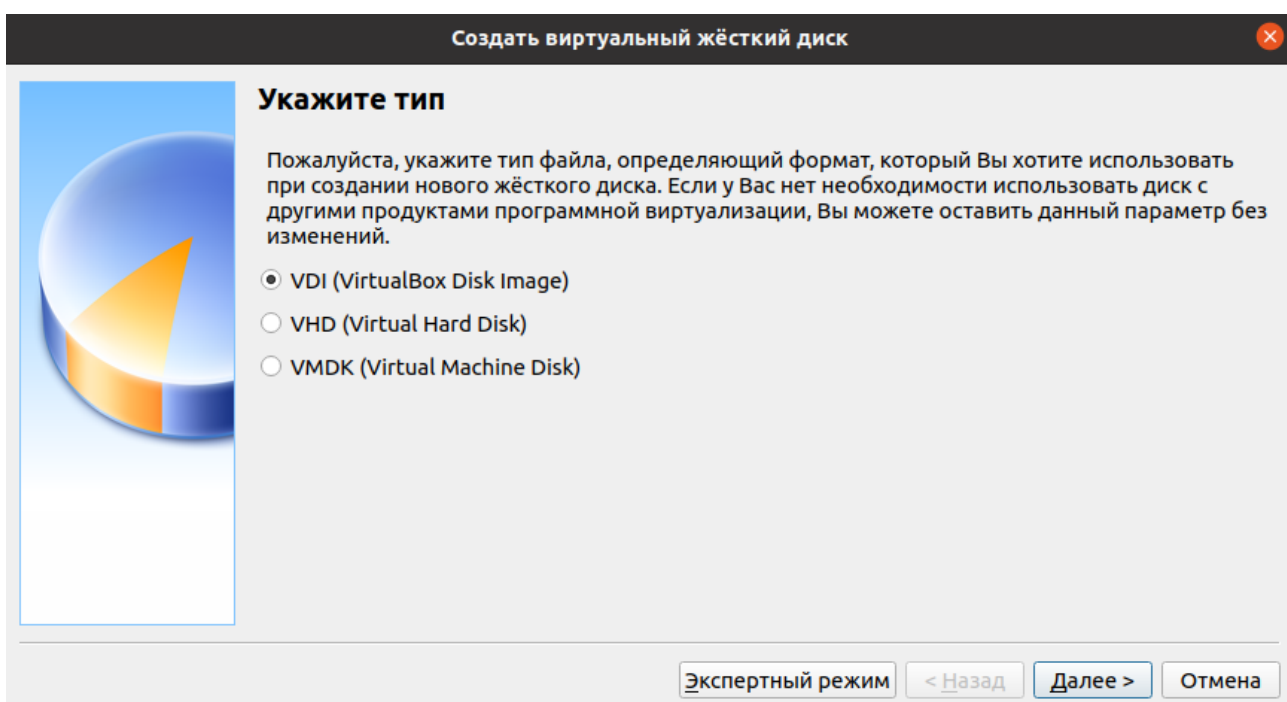 Создать виртуальный жёсткий диск
Укажите тип
Пожалуйста, укажите тип файла, определяющий формат, который Вы хотите использовать
при создании нового жёсткого диска. Если у Вас нет необходимости использовать диск с
другими продуктами программной виртуализации, Вы можете оставить данный параметр без
изменений.
VDI (VirtualBox Disk Image)
VHD (Virtual Hard Disk)
VMDK (Virtual Machine Disk)
Экспертный режим < Назад Далее > Отмена